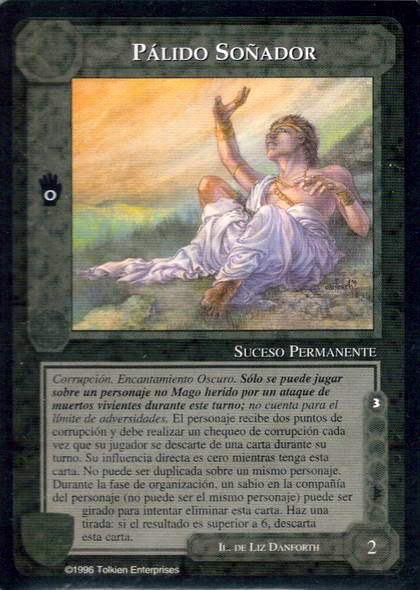 PÁLIDO SOÑADOR
O
SUCESO PERMANENTE
Corrupción. Encantamiento Oscuro. Sólo se puede jugar
sobre un personaje no Mago herido por un ataque de
muertos vivientes durante este turno; no cuenta para el
límite de adversidades. El personaje recibe dos puntos de
corrupción y debe realizar un chequeo de corrupción cada
vez que su jugador se descarte de una carta durante su
turno. Su influencia directa es cero mientras tenga esta
carta. No puede ser duplicada sobre un mismo personaje.
Durante la fase de organización, un sabio en la compañía
del personaje (no puede ser el mismo personaje) puede ser
girado para intentar eliminar esta carta. Haz una
tirada: si el resultado es superior a 6, descarta
esta carta.
3
IL. DE LIZ DANFORTH
2
©1996 Tolkien Enterprises